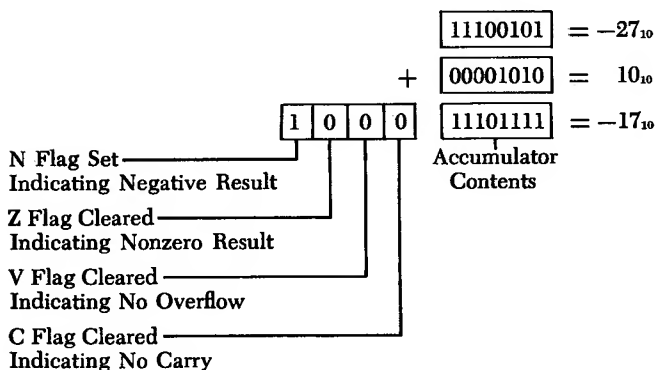 11100101 = −27₁₀
+ 00001010 = 10₁₀
1 0 0 0 11101111 = −17₁₀
Accumulator
Contents
N Flag Set
Indicating Negative Result
Z Flag Cleared
Indicating Nonzero Result
V Flag Cleared
Indicating No Overflow
C Flag Cleared
Indicating No Carry